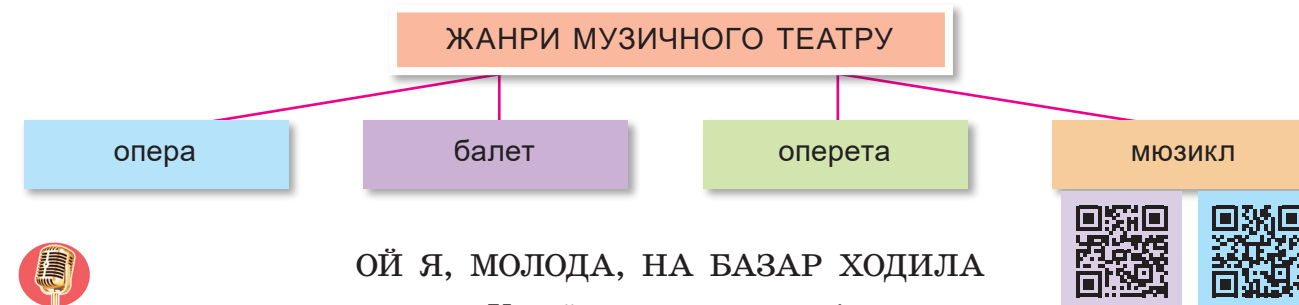 ЖАНРИ МУЗИЧНОГО ТЕАТРУ
опера балет оперета мюзикл
ОЙ Я, МОЛОДА, НА БАЗАР ХОДИЛА